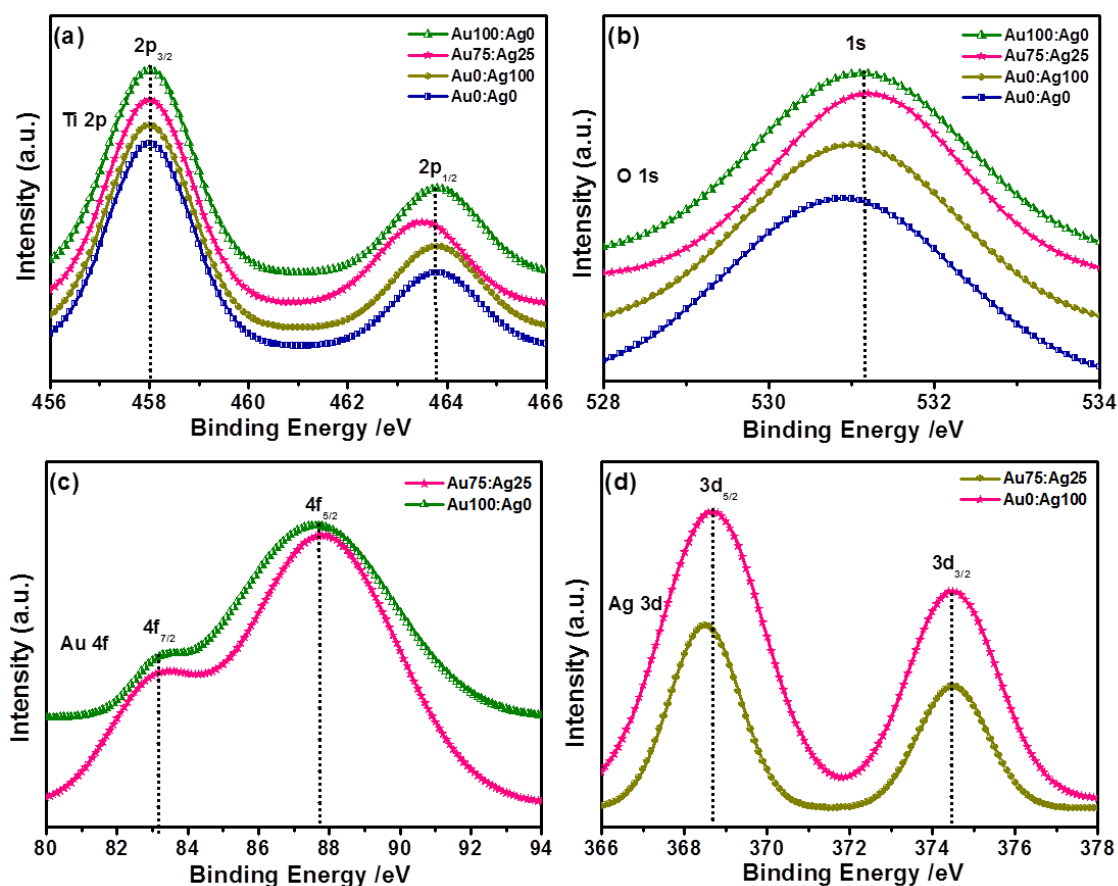 (a)
2p3/2
Ti 2p
2p1/2
Au100:Ag0
Au75:Ag25
Au0:Ag100
Au0:Ag0
Intensity (a.u.)
456 458 460 462 464 466
Binding Energy /eV
(b)
1s
O 1s
Au100:Ag0
Au75:Ag25
Au0:Ag100
Au0:Ag0
Intensity (a.u.)
528 530 532 534
Binding Energy /eV
(c)
Au75:Ag25
Au100:Ag0
4f5/2
4f7/2
Au 4f
Intensity (a.u.)
80 82 84 86 88 90 92 94
Binding Energy /eV
(d)
Au75:Ag25
Au0:Ag100
3d5/2
3d3/2
Ag 3d
Intensity (a.u.)
366 368 370 372 374 376 378
Binding Energy /eV